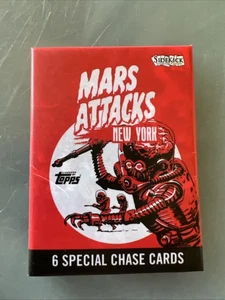 SIDEKICK
MARS
ATTACKS
NEW YORK
Topps
6 SPECIAL CHASE CARDS